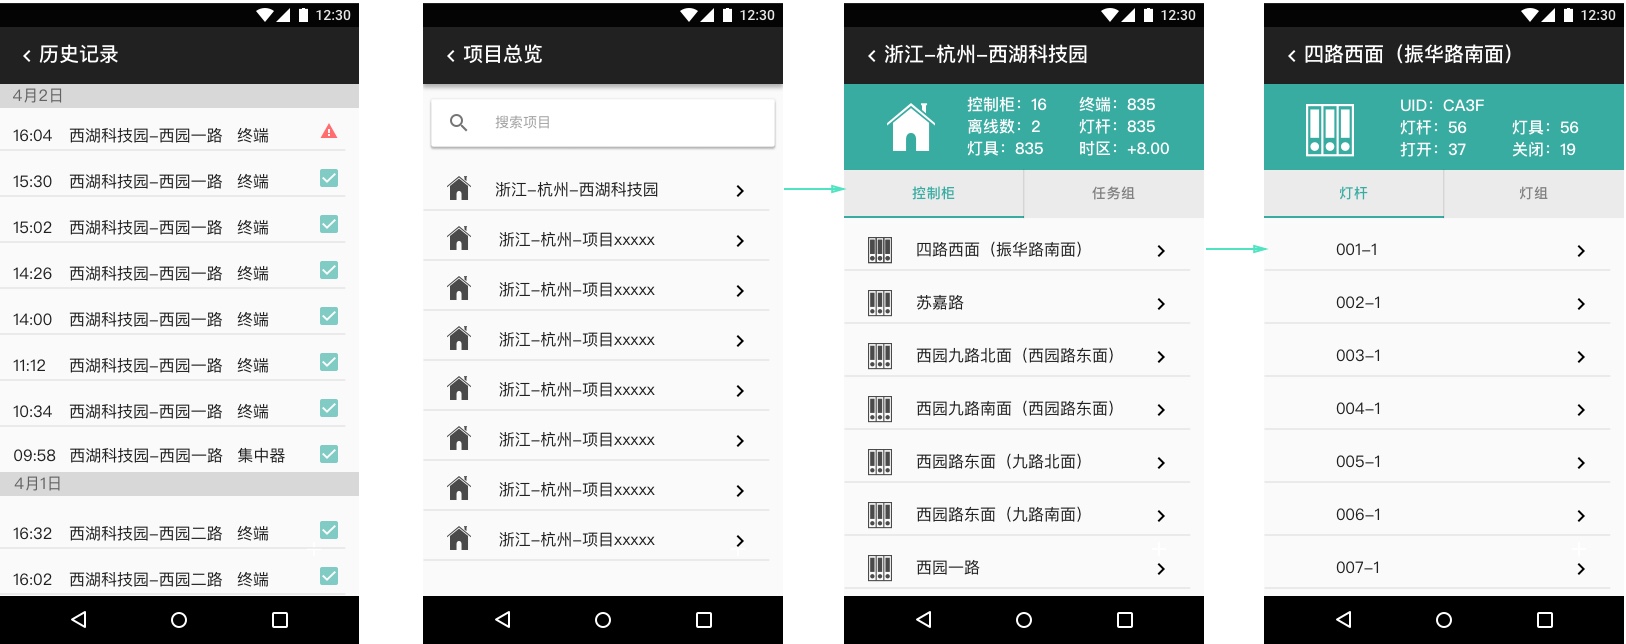 12:30
历史记录
4月2日
16:04 西湖科技园-西园一路 终端
15:30 西湖科技园-西园一路 终端
15:02 西湖科技园-西园一路 终端
14:26 西湖科技园-西园一路 终端
14:00 西湖科技园-西园一路 终端
11:12 西湖科技园-西园一路 终端
10:34 西湖科技园-西园一路 终端
09:58 西湖科技园-西园一路 集中器
4月1日
16:32 西湖科技园-西园二路 终端
16:02 西湖科技园-西园二路 终端
12:30
项目总览
搜索项目
浙江-杭州-西湖科技园
浙江-杭州-项目xxxxx
浙江-杭州-项目xxxxx
浙江-杭州-项目xxxxx
浙江-杭州-项目xxxxx
浙江-杭州-项目xxxxx
浙江-杭州-项目xxxxx
浙江-杭州-项目xxxxx
12:30
浙江-杭州-西湖科技园
控制柜：16 终端：835
离线数：2 灯杆：835
灯具：835 时区：+8.00
控制柜 任务组
四路西面（振华路南面）
苏嘉路
西园九路北面（西园路东面）
西园九路南面（西园路东面）
西园路东面（九路北面）
西园路东面（九路南面）
西园一路
12:30
四路西面（振华路南面）
UID：CA3F
灯杆：56 灯具：56
打开：37 关闭：19
灯杆 灯组
001-1
002-1
003-1
004-1
005-1
006-1
007-1